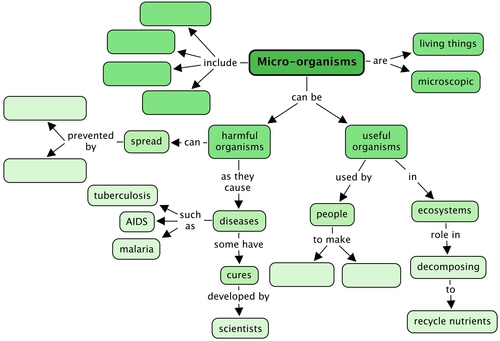 Micro-organisms
include
are
living things
microscopic
can be
prevented
by
spread
can
harmful
organisms
useful
organisms
as they
cause
used by
in
tuberculosis
AIDS
malaria
such
as
diseases
people
ecosystems
some have
to make
role in
cures
decomposing
developed by
to
scientists
recycle nutrients